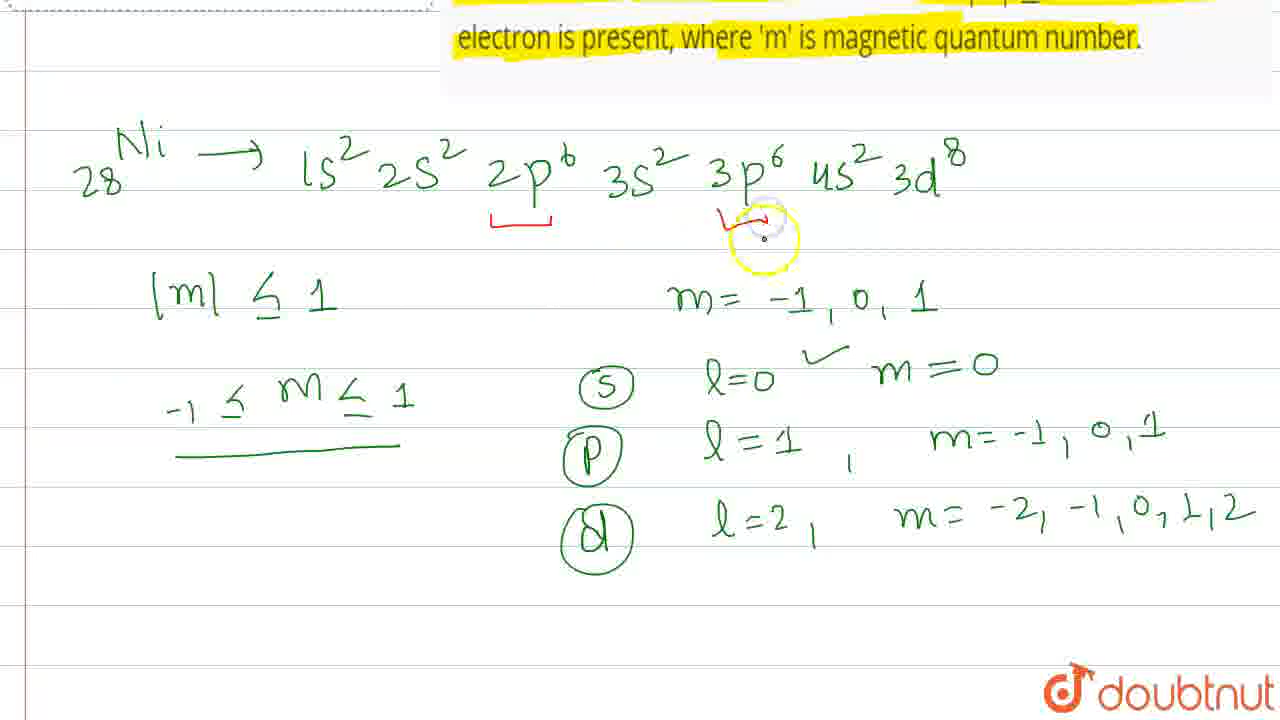 electron is present, where 'm' is magnetic quantum number.
₂₈Ni → 1s² 2s² 2p⁶ 3s² 3p⁶ 4s² 3d⁸
|m| ≤ 1
m = -1, 0, 1
-1 ≤ m ≤ 1
s l=0 ✓ m=0
p l=1, m=-1, 0, 1
d l=2, m=-2, -1, 0, 1, 2
doubtnut